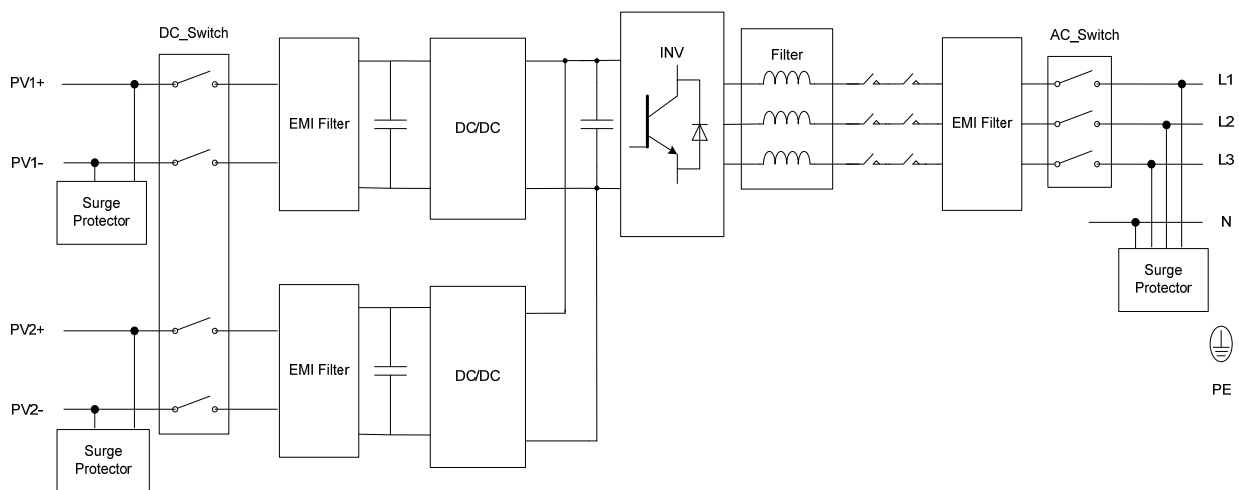 DC_Switch
PV1+
PV1-
Surge
Protector
EMI Filter
DC/DC
INV
Filter
EMI Filter
AC_Switch
L1
L2
L3
N
Surge
Protector
PE
PV2+
PV2-
Surge
Protector
EMI Filter
DC/DC